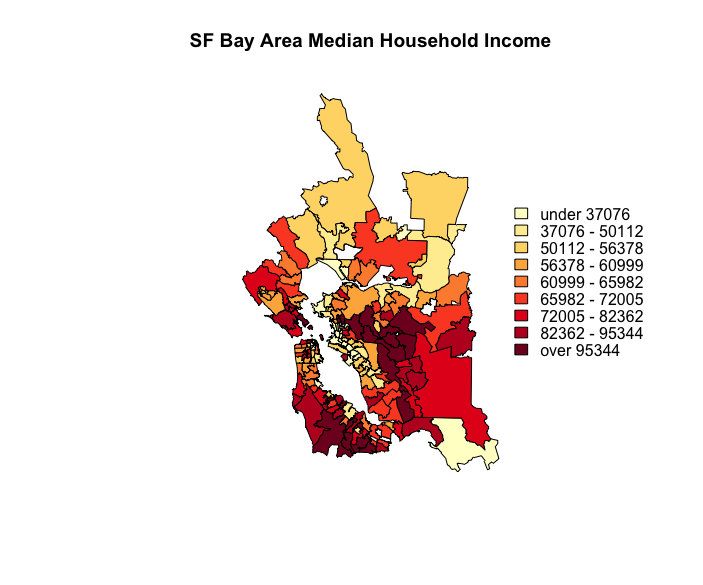 SF Bay Area Median Household Income
under 37076
37076 - 50112
50112 - 56378
56378 - 60999
60999 - 65982
65982 - 72005
72005 - 82362
82362 - 95344
over 95344